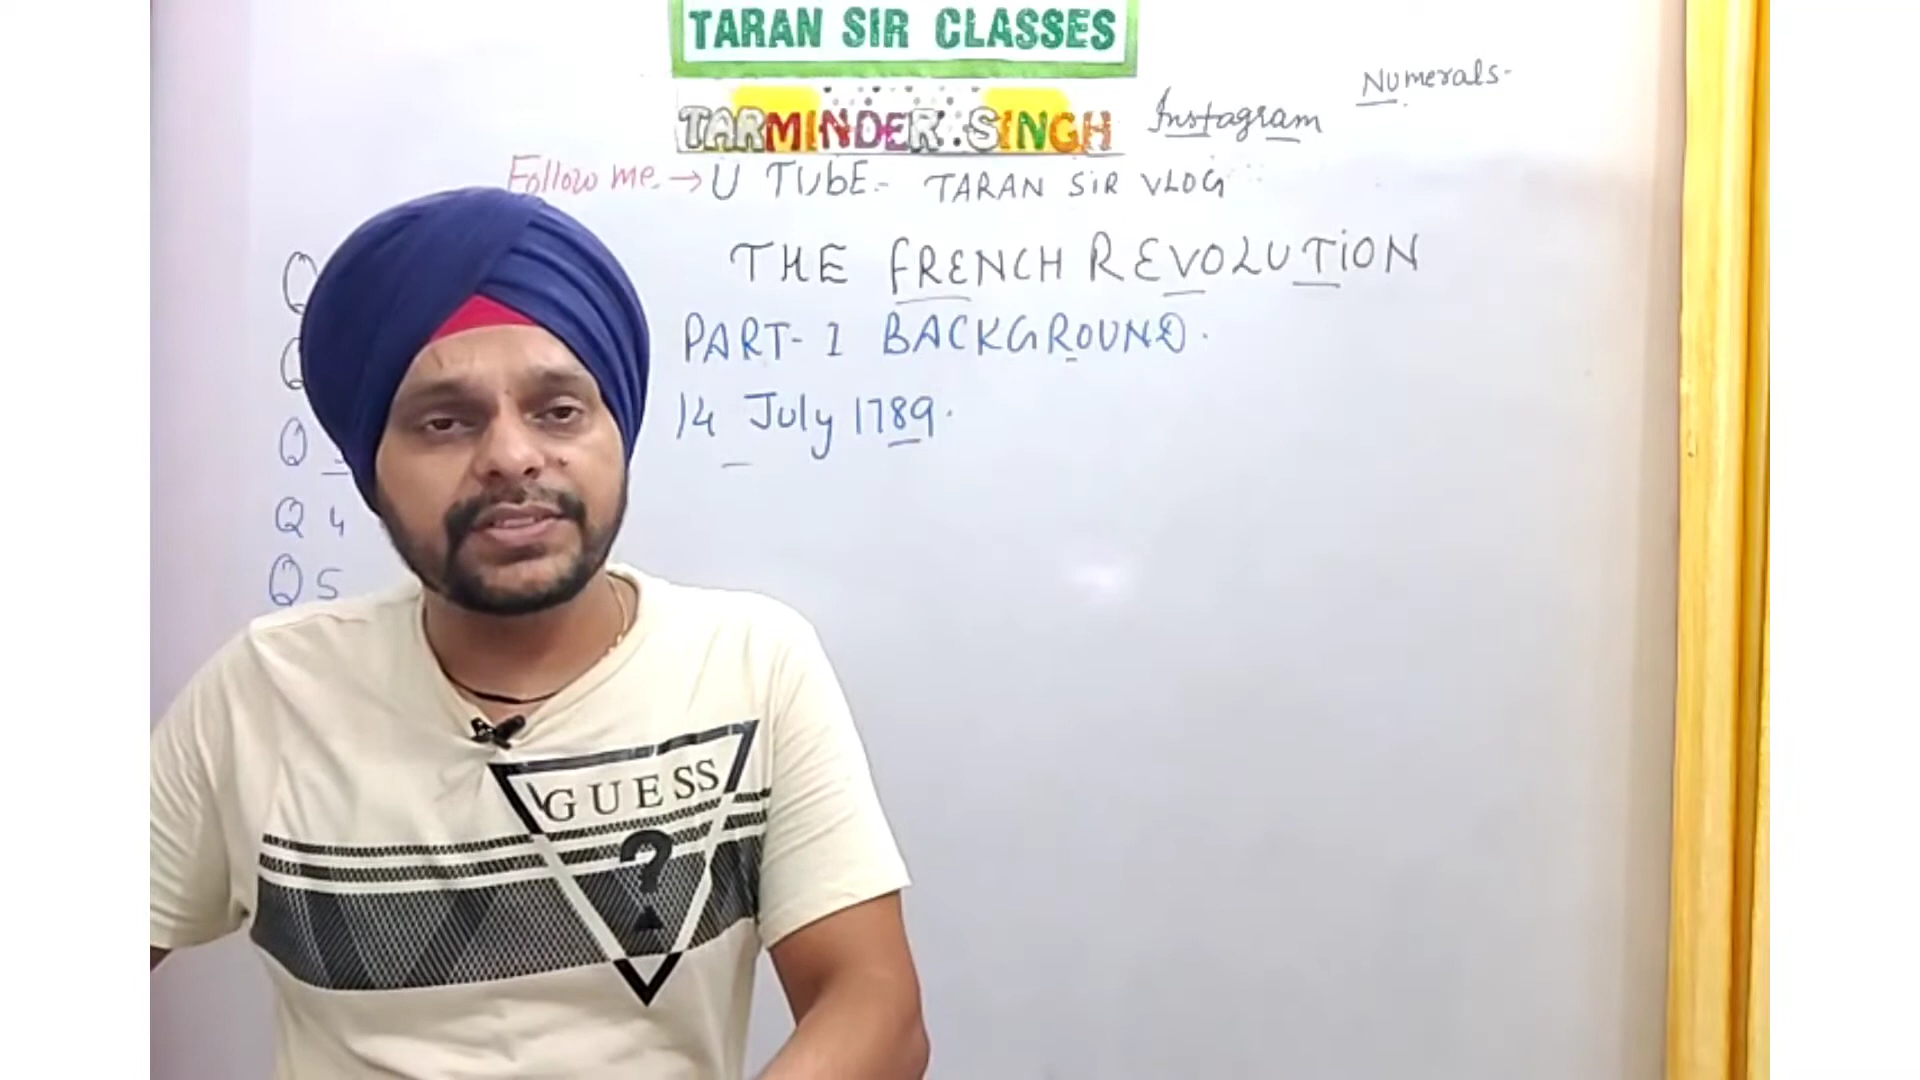 TARAN SIR CLASSES
TARMINDER.SINGH
Instagram
Numerals-
Follow me. → U TUbE.- TARAN SiR VLOG
THE FRENCH REVOLUTiON
PART-1 BACKGROUND.
14 July 1789.
Q
Q
Q 3
Q 4
Q 5
GUESS
?